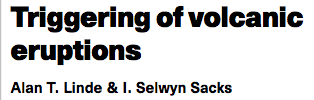 Triggering of volcanic
eruptions
Alan T. Linde & I. Selwyn Sacks